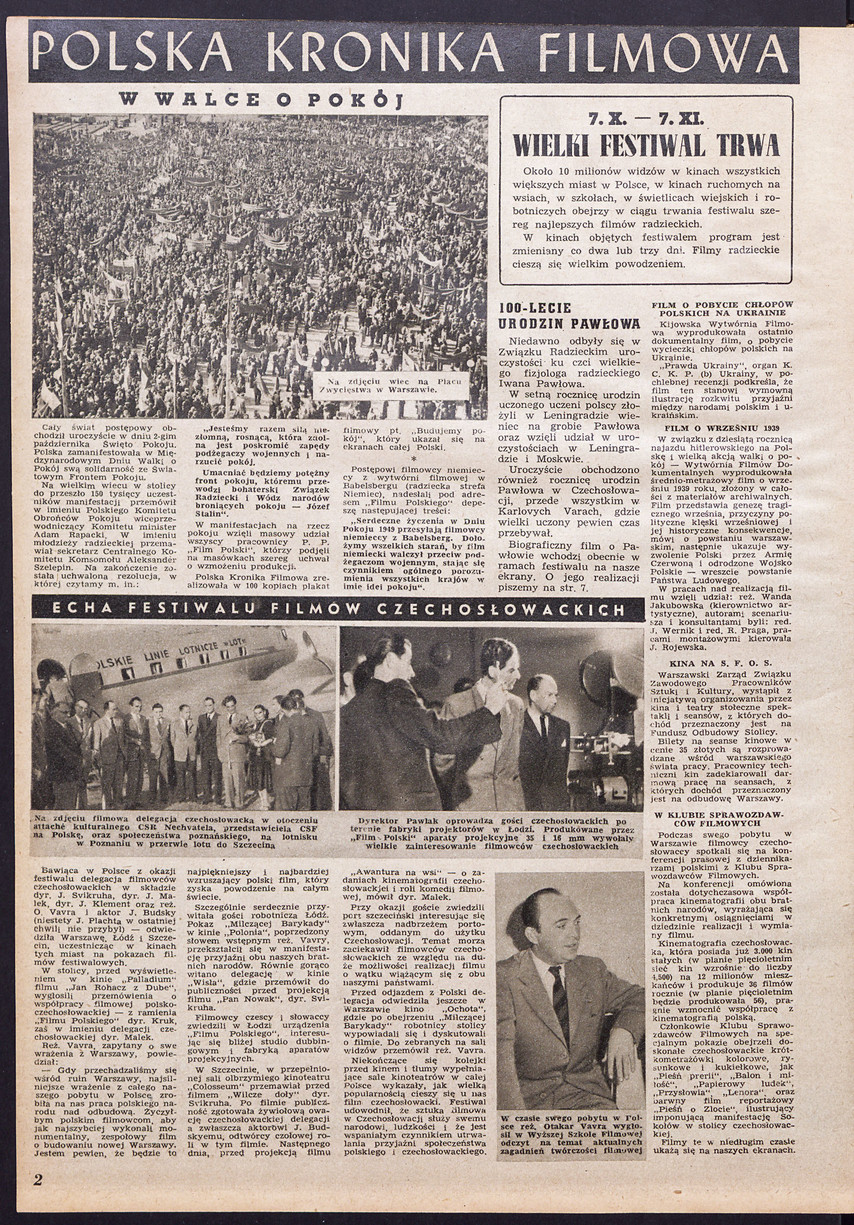 POLSKA KRONIKA FILMOWA
W WALCE O POKÓJ
Na zdjęciu wiec na Placu
Zwycięstwa w Warszawie.
Cały świat postępowy ob-
chodził uroczyście w dniu 2-gim
października Święto Pokoju.
Polska zamanifestowała w Mię-
dzynarodowym Dniu Walki o
Pokój swą solidarność ze Świa-
towym Frontem Pokoju.
Na wielkim wiecu w stolicy
do przeszło 150 tysięcy uczest-
ników manifestacji przemówił
w imieniu Polskiego Komitetu
Obrońców Pokoju wiceprze-
wodniczący Komitetu minister
Adam Rapacki. W imieniu
młodzieży radzieckiej przema-
wiał sekretarz Centralnego Ko-
mitetu Komsomołu Aleksander
Szelepin. Na zakończenie zo-
stała uchwalona rezolucja, w
której czytamy m. in.:
„Jesteśmy razem siłą nie-
złomną, rosnącą, która zdol-
na jest poskromić zapędy
podżegaczy wojennych i na-
rzucić pokój.
Umacniać będziemy potężny
front pokoju, któremu prze-
wodzi bohaterski Związek
Radziecki i Wódz narodów
broniących pokoju — Józef
Stalin“.
W manifestacjach na rzecz
pokoju wzięli masowy udział
wszyscy pracownicy P. P.
„Film Polski“, którzy podjęli
na masówkach szereg uchwał
o wzmożeniu produkcji.
Polska Kronika Filmowa zre-
alizowała w 100 kopiach plakat
filmowy pt. „Budujemy po-
kój“, który ukazał się na
ekranach całej Polski.
*
Postępowi filmowcy niemiec-
cy z wytwórni filmowej w
Babelsbergu (radziecka strefa
Niemiec), nadesłali pod adre-
sem „Filmu Polskiego“ depe-
szę następującej treści:
„Serdeczne życzenia w Dniu
Pokoju 1949 przesyłają filmowcy
niemieccy z Babelsberg. Doło-
żymy wszelkich starań, by film
niemiecki walczył przeciw pod-
żegaczom wojennym, stając się
czynnikiem ogólnego porozu-
mienia wszystkich krajów w
imię idei pokoju“.
7. X. — 7. XI.
WIELKI FESTIWAL TRWA
Około 10 milionów widzów w kinach wszystkich
większych miast w Polsce, w kinach ruchomych na
wsiach, w szkołach, w świetlicach wiejskich i ro-
botniczych obejrzy w ciągu trwania festiwalu sze-
reg najlepszych filmów radzieckich.
W kinach objętych festiwalem program jest
zmieniany co dwa lub trzy dni. Filmy radzieckie
cieszą się wielkim powodzeniem.
100-LECIE
URODZIN PAWŁOWA
Niedawno odbyły się w
Związku Radzieckim uro-
czystości ku czci wielkie-
go fizjologa radzieckiego
Iwana Pawłowa.
W setną rocznicę urodzin
uczonego uczeni polscy zło-
żyli w Leningradzie wie-
niec na grobie Pawłowa
oraz wzięli udział w uro-
czystościach w Leningra-
dzie i Moskwie.
Uroczyście obchodzono
również rocznicę urodzin
Pawłowa w Czechosłowa-
cji, przede wszystkim w
Karlovych Varach, gdzie
wielki uczony pewien czas
przebywał.
Biograficzny film o Pa-
włowie wchodzi obecnie w
ramach festiwalu na nasze
ekrany. O jego realizacji
piszemy na str. 7.
FILM O POBYCIE CHŁOPÓW
POLSKICH NA UKRAINIE
Kijowska Wytwórnia Filmo-
wa wyprodukowała ostatnio
dokumentalny film, o pobycie
wycieczki chłopów polskich na
Ukrainie.
„Prawda Ukrainy“, organ K.
C. K. P. (b) Ukrainy, w po-
chlebnej recenzji podkreśla, że
film ten stanowi wymowną
ilustrację rozkwitu przyjaźni
między narodami polskim i u-
kraińskim.
FILM O WRZEŚNIU 1939
W związku z dziesiątą rocznicą
najazdu hitlerowskiego na Pol-
skę i wielką akcją walki o po-
kój — Wytwórnia Filmów Do-
kumentalnych wyprodukowała
średnio-metrażowy film o wrze-
śniu 1939 roku, złożony w cało-
ści z materiałów archiwalnych.
Film przedstawia genezę tragi-
cznego września, przyczyny po-
lityczne klęski wrześniowej i
jej historyczne konsekwencje,
mówi o powstaniu warszaw-
skim, następnie ukazuje wy-
zwolenie Polski przez Armię
Czerwoną i odrodzone Wojsko
Polskie — wreszcie powstanie
Państwa Ludowego.
W pracach nad realizacją fil-
mu wzięli udział: reż. Wanda
Jakubowska (kierownictwo ar-
tystyczne), autorami scenariu-
sza i konsultantami byli: red.
J. Wernik i red. R. Praga, pra-
cami montażowymi kierowała
J. Rojewska.
KINA NA S. F. O. S.
Warszawski Zarząd Związku
Zawodowego Pracowników
Sztuki i Kultury, wystąpił z
inicjatywą organizowania przez
kina i teatry stołeczne spek-
takli i seansów, z których do-
chód przeznaczony jest na
Fundusz Odbudowy Stolicy.
Bilety na seanse kinowe w
cenie 35 złotych są rozprowa-
dzane wśród warszawskiego
świata pracy. Pracownicy tech-
niczni kin zadeklarowali dar-
mową pracę na seansach, z
których dochód przeznaczony
jest na odbudowę Warszawy.
W KLUBIE SPRAWOZDAW-
CÓW FILMOWYCH
Podczas swego pobytu w
Warszawie filmowcy czecho-
słowaccy spotkali się na kon-
ferencji prasowej z dziennika-
rzami polskimi z Klubu Spra-
wozdawców Filmowych.
Na konferencji omówiona
została dotychczasowa współ-
praca kinematografii obu brat-
nich narodów, wyrażająca się
konkretnymi osiągnięciami w
dziedzinie realizacji i wymia-
ny filmu.
Kinematografia czechosłowac-
ka, która posiada już 3.000 kin
stałych (w planie pięcioletnim
sieć kin wzrośnie do liczby
4,500) na 12 milionów miesz-
kańców i produkuje 36 filmów
rocznie (w planie pięcioletnim
będzie produkowała 56), pra-
gnie wzmocnić współpracę z
kinematografią polską.
Członkowie Klubu Sprawo-
zdawców Filmowych na spe-
cjalnym pokazie obejrzeli do-
skonałe czechosłowackie krót-
kometrażówki kolorowe, ry-
sunkowe i kukiełkowe, jak
„Pieśń prerii“, „Balon i mi-
łość“, „Papierowy ludek“,
„Przysłowia“, „Lenora“, oraz
barwny film reportażowy
„Pieśń o Zlocie“, ilustrujący
imponującą manifestację So-
kołów w stolicy czechosłowac-
kiej.
Filmy te w niedługim czasie
ukażą się na naszych ekranach.
ECHA FESTIWALU FILMÓW CZECHOSŁOWACKICH
OLSKIE LINIE LOTNICZE »LOT«
Na zdjęciu filmowa delegacja czechosłowacka w otoczeniu
attaché kulturalnego CSR Nechvatela, przedstawiciela CSF
na Polskę, oraz społeczeństwa poznańskiego, na lotnisku
w Poznaniu w przerwie lotu do Szczecina
Dyrektor Pawlak oprowadza gości czechosłowackich po
terenie fabryki projektorów w Łodzi. Produkowane przez
„Film Polski“ aparaty projekcyjne 35 i 16 mm wywołały
wielkie zainteresowanie filmowców czechosłowackich
Bawiąca w Polsce z okazji
festiwalu delegacja filmowców
czechosłowackich w składzie
dyr. J. Svikruha, dyr. J. Ma-
lek, dyr. J. Klement oraz reż.
O. Vavra i aktor J. Budsky
(niestety J. Plachta w ostatniej
chwili nie przybył) — odwie-
dziła Warszawę, Łódź i Szcze-
cin, uczestnicząc w kinach
tych miast na pokazach fil-
mów festiwalowych.
W stolicy, przed wyświetle-
niem w kinie „Palladium“
filmu „Jan Rohacz z Dube“,
wygłosili przemówienia o
współpracy filmowej polsko-
czechosłowackiej — z ramienia
„Filmu Polskiego“ dyr. Kruk,
zaś w imieniu delegacji cze-
chosłowackiej dyr. Malek.
Reż. Vavra, zapytany o swe
wrażenia z Warszawy, powie-
dział:
— Gdy przechadzaliśmy się
wśród ruin Warszawy, najsil-
niejsze wrażenie z całego na-
szego pobytu w Polsce, zro-
biła na nas praca polskiego na-
rodu nad odbudową. Życzył-
bym polskim filmowcom, aby
jak najszybciej wykonali mo-
numentalny, zespołowy film
o budowaniu nowej Warszawy.
Jestem pewien, że będzie to
najpiękniejszy i najbardziej
wzruszający polski film, który
zyska powodzenie na całym
świecie.
Szczególnie serdecznie przy-
witała gości robotnicza Łódź.
Pokaz „Milczącej Barykady“
w kinie „Polonia“, poprzedzony
słowem wstępnym reż. Vavry,
przekształcił się w manifesta-
cję przyjaźni obu naszych brat-
nich narodów. Równie gorąco
witano delegację w kinie
„Wisła“, gdzie przemówił do
publiczności przed projekcją
filmu „Pan Nowak“, dyr. Svi-
kruha.
Filmowcy czescy i słowaccy
zwiedzili w Łodzi urządzenia
„Filmu Polskiego“, interesu-
jąc się bliżej studio dubbin-
gowym i fabryką aparatów
projekcyjnych.
W Szczecinie, w przepełnio-
nej sali olbrzymiego kinoteatru
„Colosseum“ przemawiał przed
filmem „Wilcze doły“ dyr.
Svikruha. Po filmie publicz-
ność zgotowała żywiołową owa-
cję czechosłowackiej delegacji
a zwłaszcza aktorowi J. Bud-
skyemu, odtwórcy czołowej ro-
li w tym filmie. Następnego
dnia, przed projekcją filmu
„Awantura na wsi“ — o za-
daniach kinematografii czecho-
słowackiej i roli komedii filmo-
wej, mówił dyr. Malek.
Przy okazji goście zwiedzili
port szczeciński interesując się
zwłaszcza nadbrzeżem porto-
wym, oddanym do użytku
Czechosłowacji. Temat morza
zaciekawił filmowców czecho-
słowackich ze względu na du-
że możliwości realizacji filmu
o wątku wiążącym się z obu
naszymi państwami.
Przed odjazdem z Polski de-
legacja odwiedziła jeszcze w
Warszawie kino „Ochota“,
gdzie po obejrzeniu „Milczącej
Barykady“ robotnicy stolicy
wypowiadali się i dyskutowali
o filmie. Do zebranych na sali
widzów przemówił reż. Vavra.
Niekończące się kolejki
przed kinem i tłumy wypełnia-
jące sale kinoteatrów w całej
Polsce wykazały, jak wielką
popularnością cieszy się u nas
film czechosłowacki. Festiwal
udowodnił, że sztuka filmowa
w Czechosłowacji służy swemu
narodowi, ludzkości i że jest
wspaniałym czynnikiem utrwa-
lania przyjaźni społeczeństwa
polskiego i czechosłowackiego.
W czasie swego pobytu w Pol-
sce reż. Otakar Vavra wygło-
sił w Wyższej Szkole Filmowej
odczyt na temat aktualnych
zagadnień twórczości filmowej
2